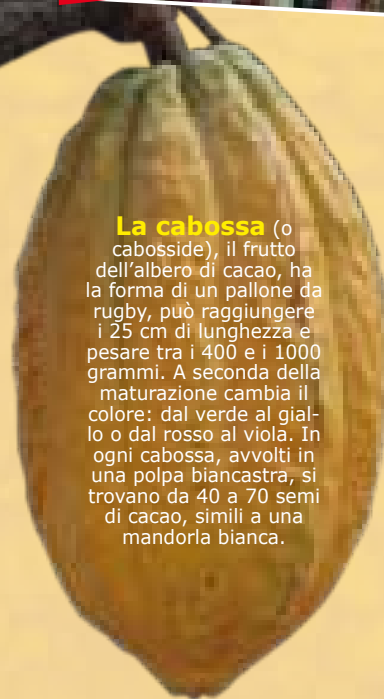 La cabossa (o
cabosside), il frutto
dell'albero di cacao, ha
la forma di un pallone da
rugby, può raggiungere
i 25 cm di lunghezza e
pesare tra i 400 e i 1000
grammi. A seconda della
maturazione cambia il
colore: dal verde al gial-
lo o dal rosso al viola. In
ogni cabossa, avvolti in
una polpa biancastra, si
trovano da 40 a 70 semi
di cacao, simili a una
mandorla bianca.